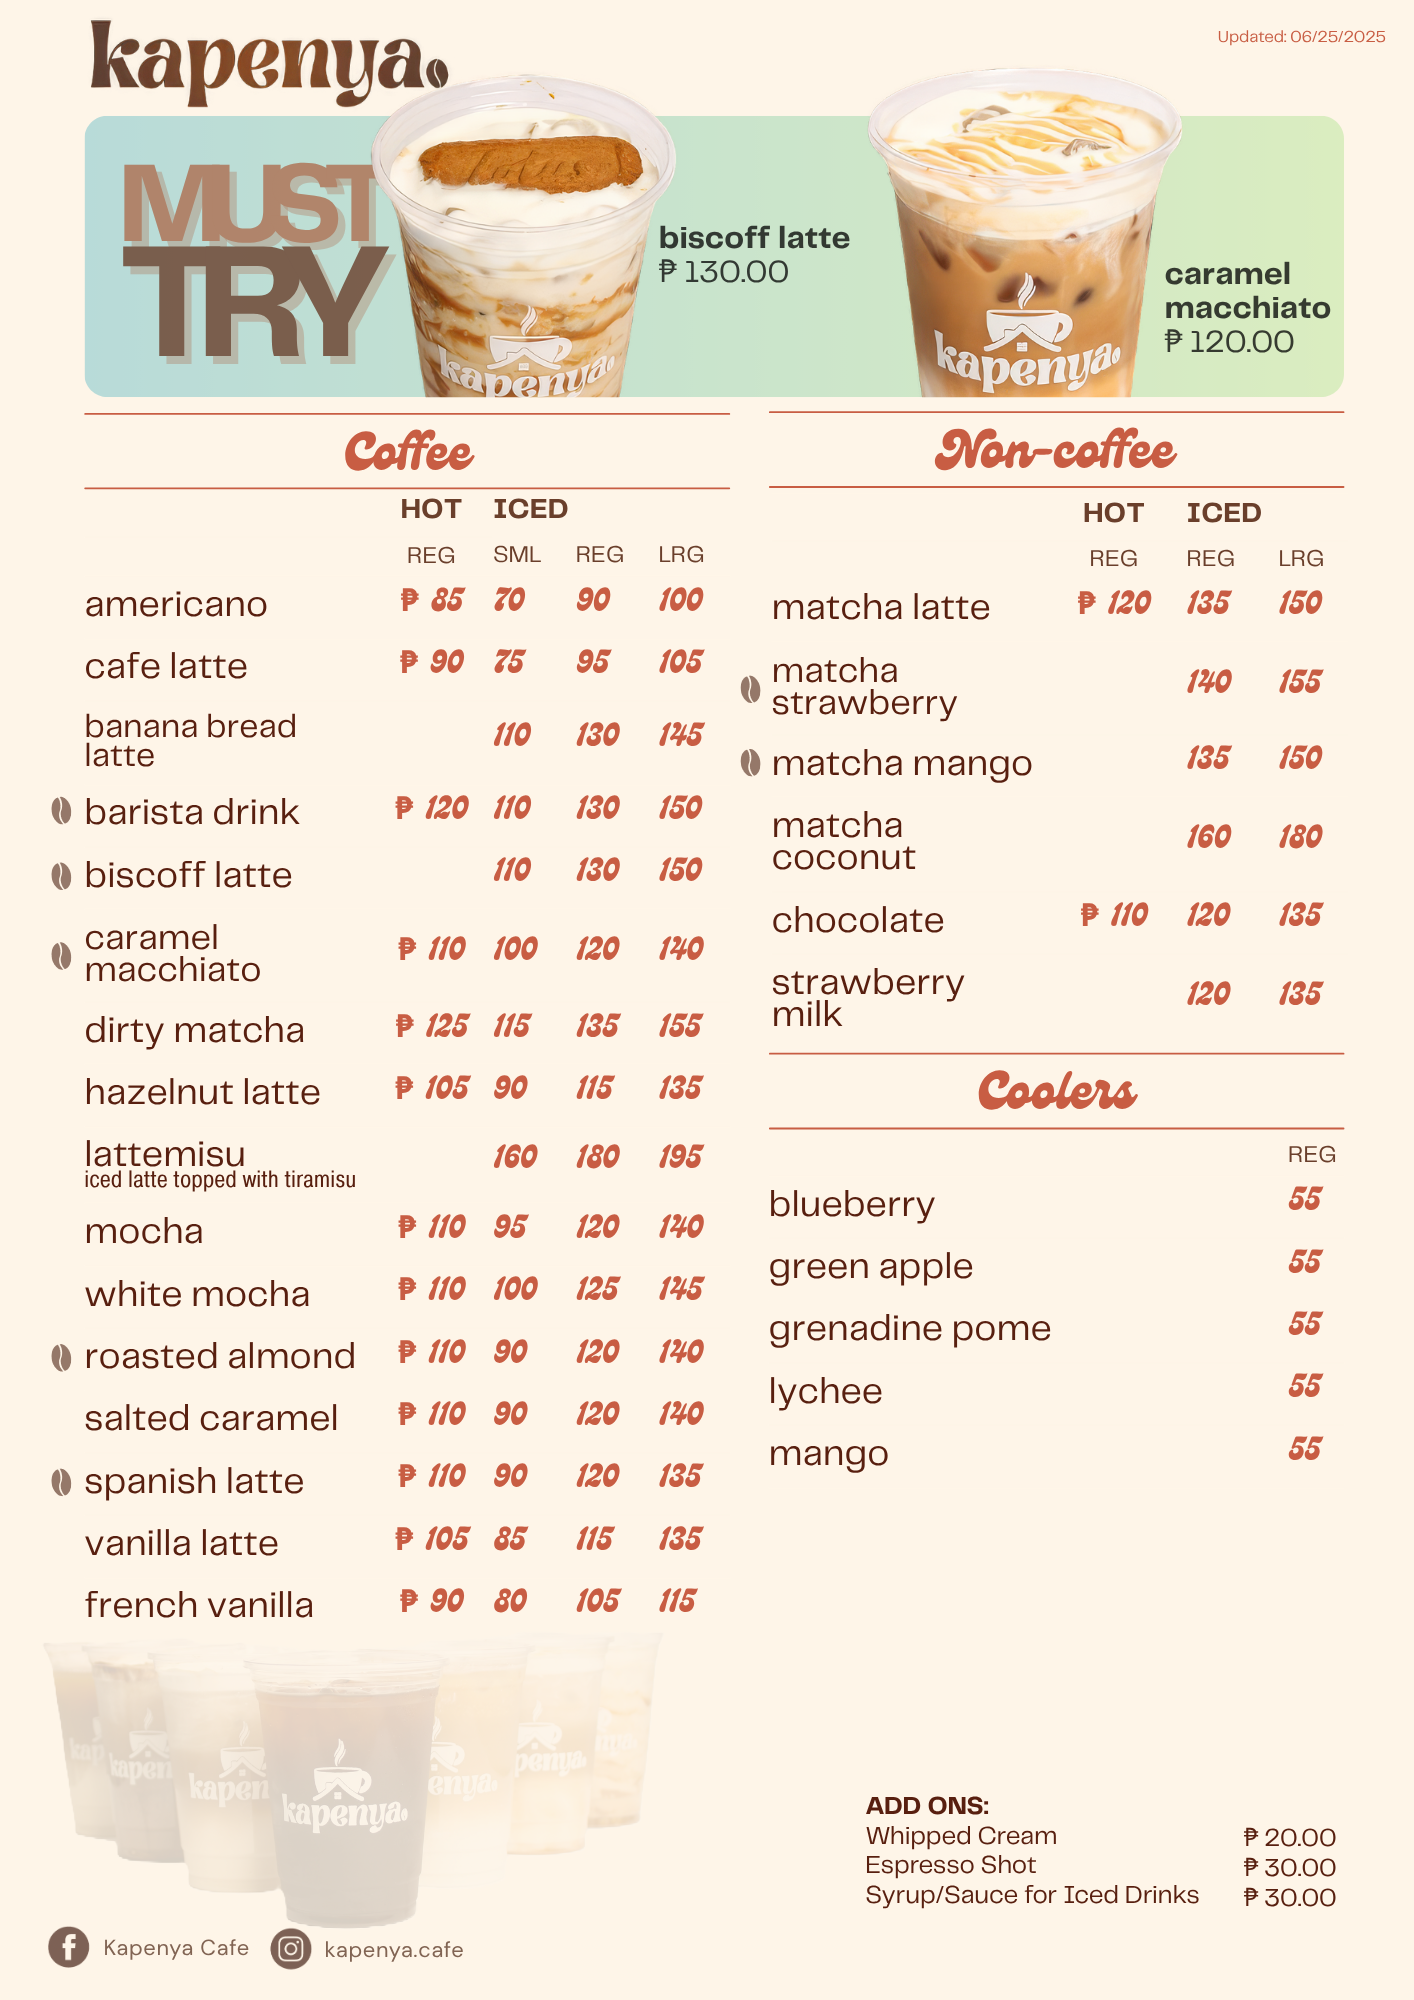 kapenya.
Updated: 06/25/2025
MUST
TRY
Lotus
kapenya.
biscoff latte
₱ 130.00
kapenya.
caramel
macchiato
₱ 120.00
Coffee
HOT ICED
REG SML REG LRG
americano ₱ 85 70 90 100
cafe latte ₱ 90 75 95 105
banana bread
latte 110 130 145
barista drink ₱ 120 110 130 150
biscoff latte 110 130 150
caramel
macchiato ₱ 110 100 120 140
dirty matcha ₱ 125 115 135 155
hazelnut latte ₱ 105 90 115 135
lattemisu 160 180 195
iced latte topped with tiramisu
mocha ₱ 110 95 120 140
white mocha ₱ 110 100 125 145
roasted almond ₱ 110 90 120 140
salted caramel ₱ 110 90 120 140
spanish latte ₱ 110 90 120 135
vanilla latte ₱ 105 85 115 135
french vanilla ₱ 90 80 105 115
Non-coffee
HOT ICED
REG REG LRG
matcha latte ₱ 120 135 150
matcha
strawberry 140 155
matcha mango 135 150
matcha
coconut 160 180
chocolate ₱ 110 120 135
strawberry
milk 120 135
Coolers
REG
blueberry 55
green apple 55
grenadine pome 55
lychee 55
mango 55
kapenya.
ADD ONS:
Whipped Cream ₱ 20.00
Espresso Shot ₱ 30.00
Syrup/Sauce for Iced Drinks ₱ 30.00
Kapenya Cafe
kapenya.cafe